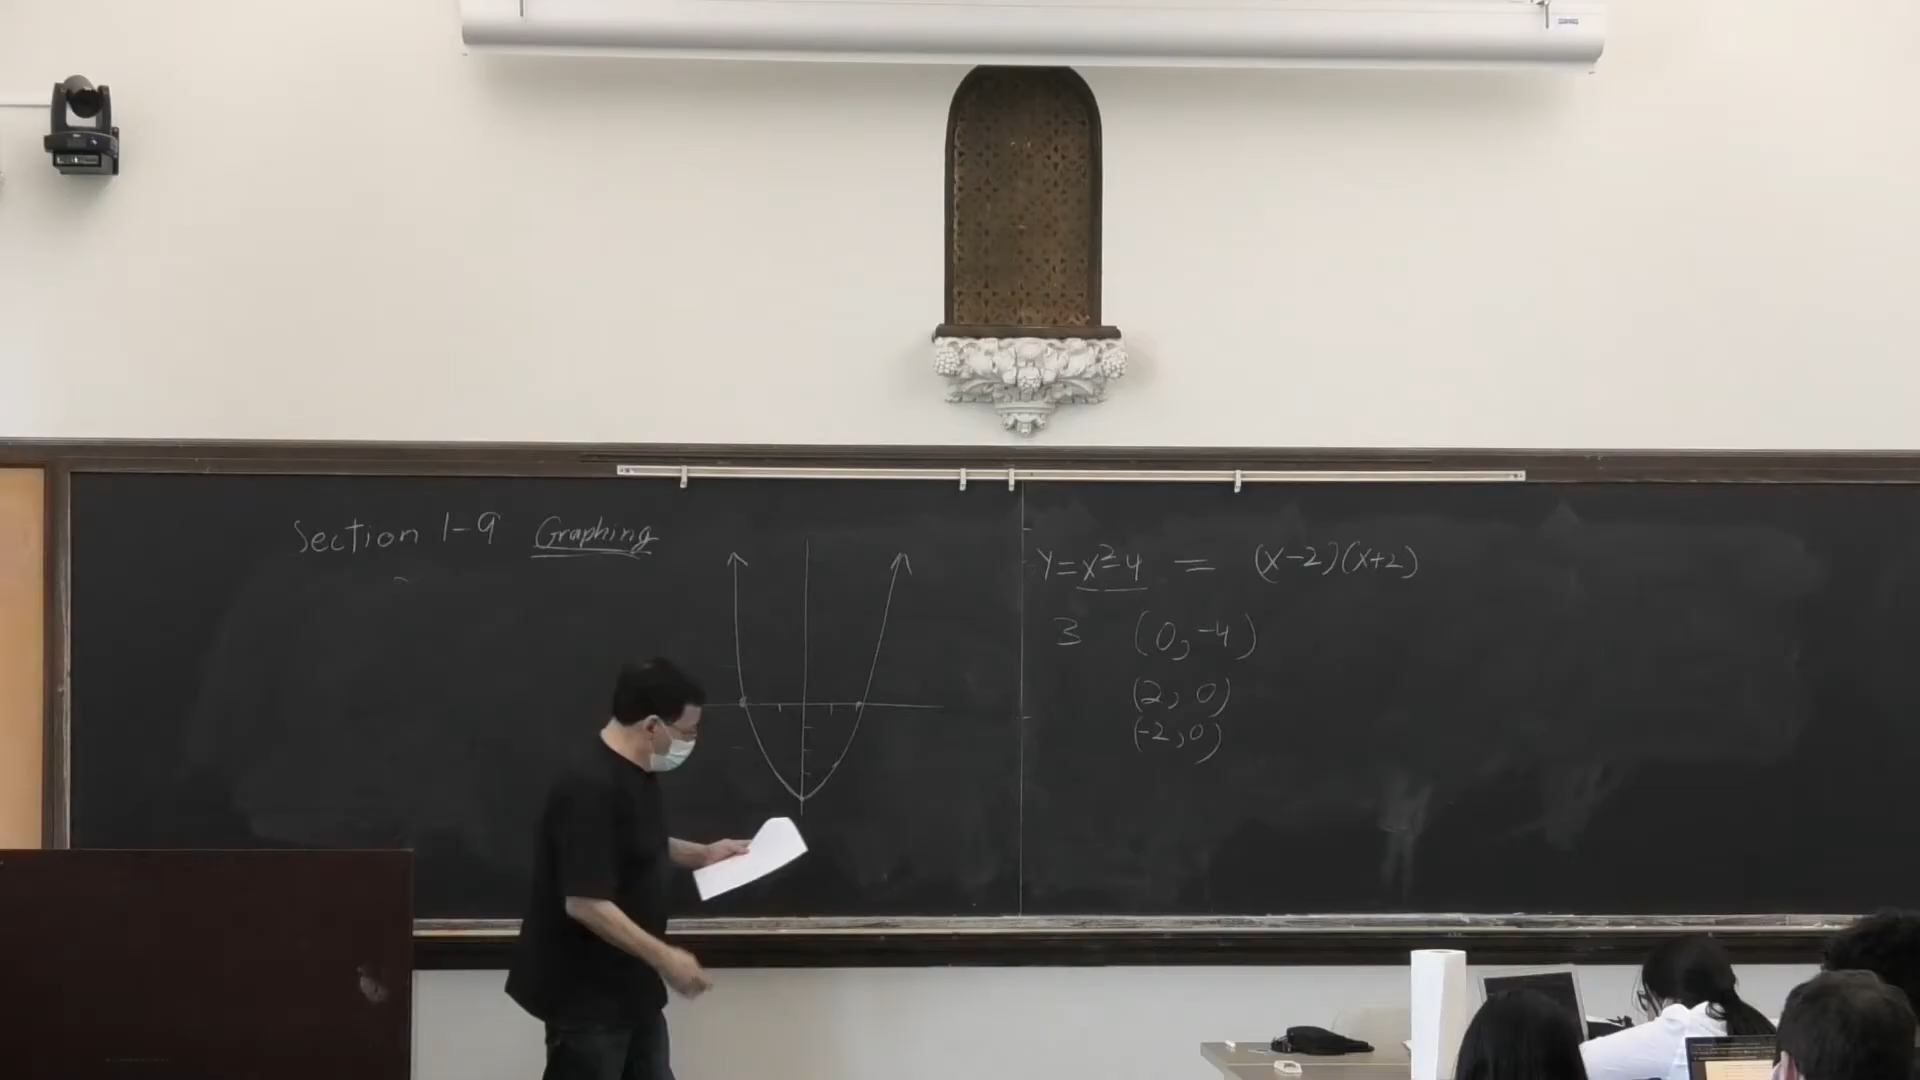 Section 1-9 Graphing
y=x²-4 = (x-2)(x+2)
3 (0,-4)
(2, 0)
(-2,0)